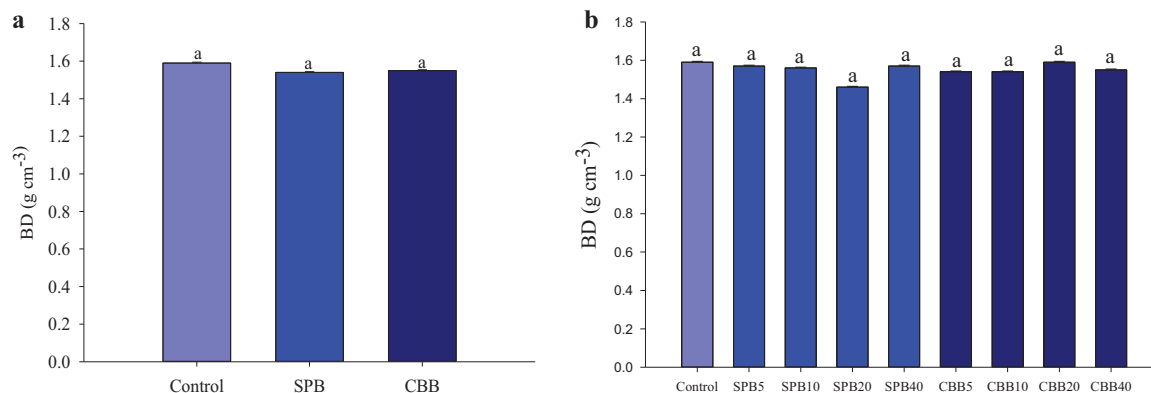 a
BD (g cm-3)
1.8
1.6
1.4
1.2
1.0
0.8
0.6
0.4
0.2
0.0
a
a
a
Control SPB CBB
b
BD (g cm-3)
1.8
1.6
1.4
1.2
1.0
0.8
0.6
0.4
0.2
0.0
a a a a a a a a a
Control SPB5 SPB10 SPB20 SPB40 CBB5 CBB10 CBB20 CBB40